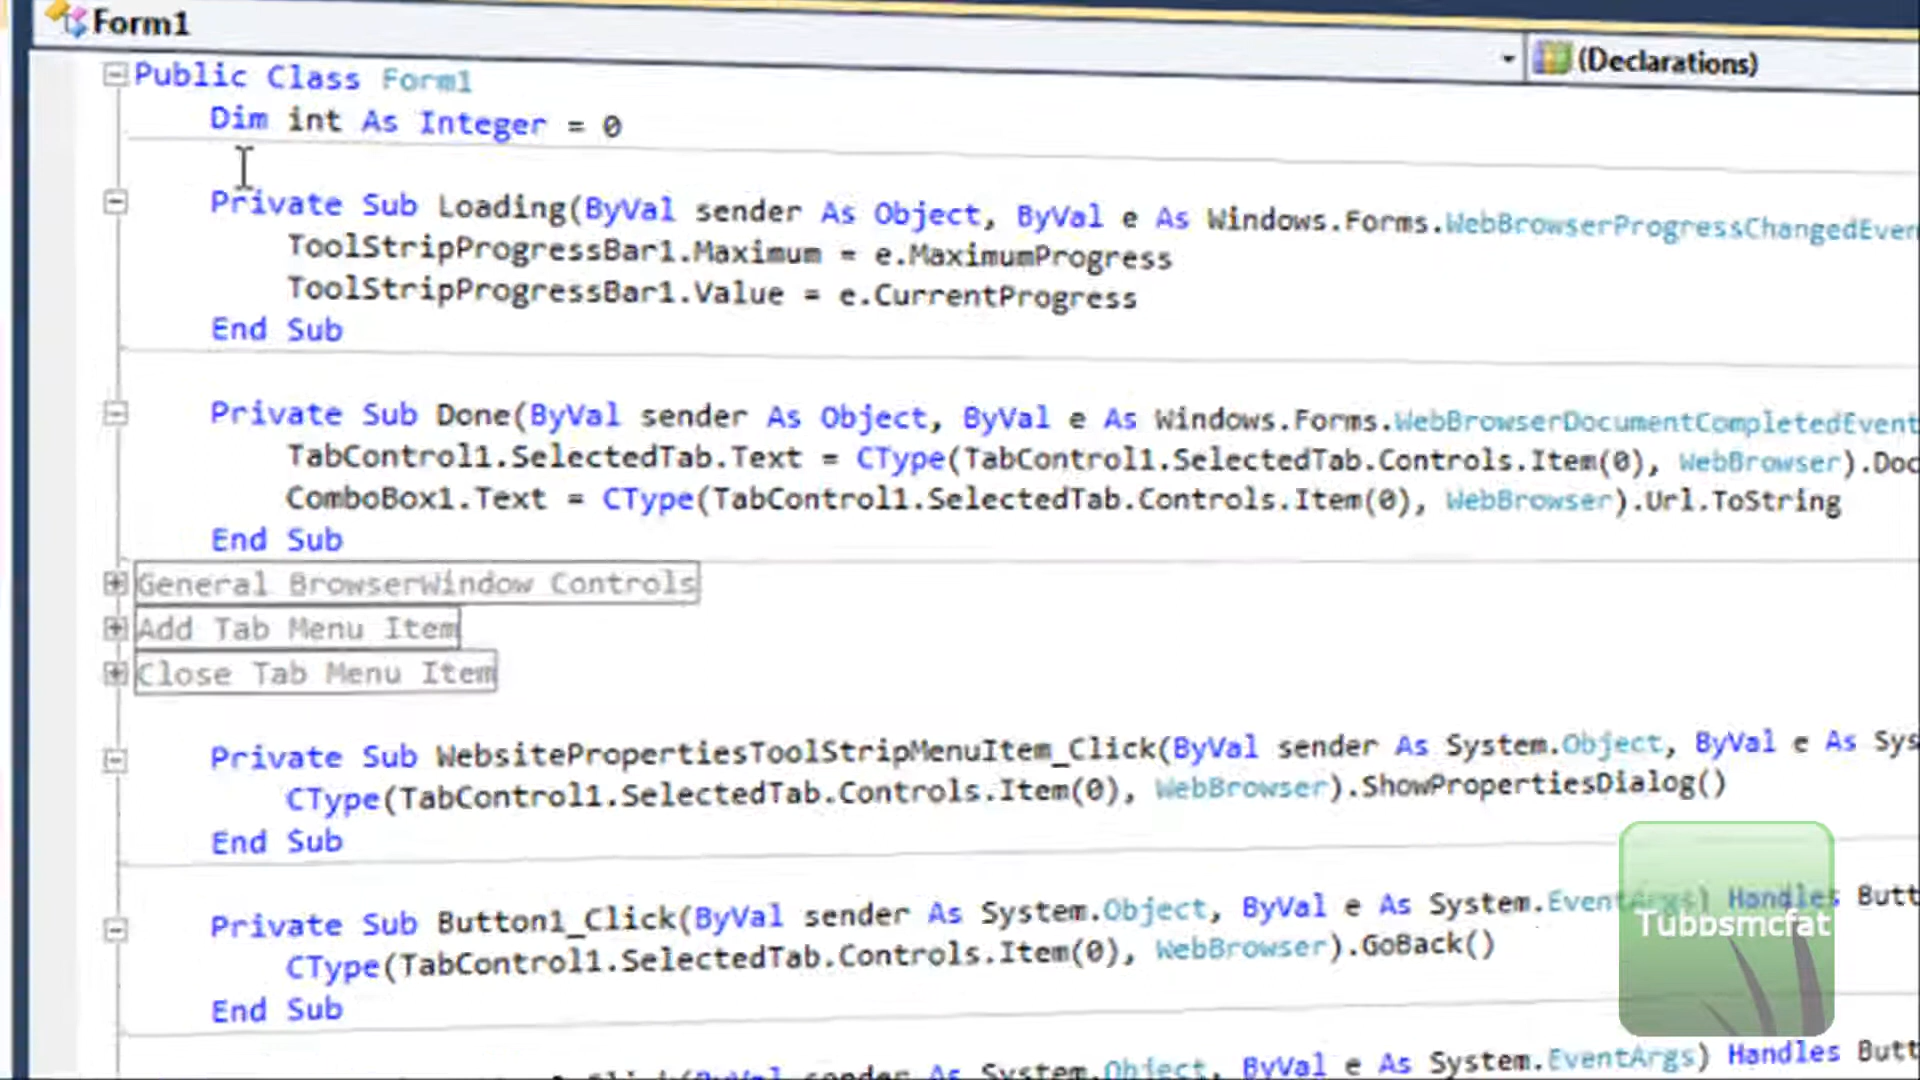 Form1
(Declarations)
Public Class Form1
Dim int As Integer = 0
Private Sub Loading(ByVal sender As Object, ByVal e As Windows.Forms.WebBrowserProgressChangedEven
ToolStripProgressBar1.Maximum = e.MaximumProgress
ToolStripProgressBar1.Value = e.CurrentProgress
End Sub
Private Sub Done(ByVal sender As Object, ByVal e As Windows.Forms.WebBrowserDocumentCompletedEvent
TabControl1.SelectedTab.Text = CType(TabControl1.SelectedTab.Controls.Item(0), WebBrowser).Doc
ComboBox1.Text = CType(TabControl1.SelectedTab.Controls.Item(0), WebBrowser).Url.ToString
End Sub
General BrowserWindow Controls
Add Tab Menu Item
Close Tab Menu Item
Private Sub WebsitePropertiesToolStripMenuItem_Click(ByVal sender As System.Object, ByVal e As Sys
CType(TabControl1.SelectedTab.Controls.Item(0), WebBrowser).ShowPropertiesDialog()
End Sub
Private Sub Button1_Click(ByVal sender As System.Object, ByVal e As System.EventArgs) Handles Butt
CType(TabControl1.SelectedTab.Controls.Item(0), WebBrowser).GoBack()
End Sub
(ByVal sender As System.Object, ByVal e As System.EventArgs) Handles Butt
Tubbsmcfat